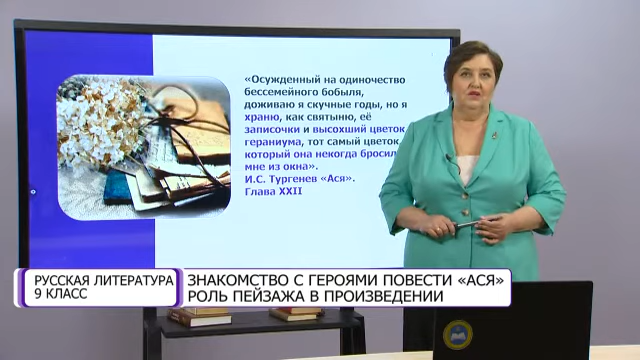 «Осужденный на одиночество
бессемейного бобыля,
доживаю я скучные годы, но я
храню, как святыню, её
записочки и высохший цветок
гераниума, тот самый цветок,
который она некогда бросила
мне из окна».
И.С. Тургенев «Ася».
Глава XXII
РУССКАЯ ЛИТЕРАТУРА
9 КЛАСС
ЗНАКОМСТВО С ГЕРОЯМИ ПОВЕСТИ «АСЯ»
РОЛЬ ПЕЙЗАЖА В ПРОИЗВЕДЕНИИ